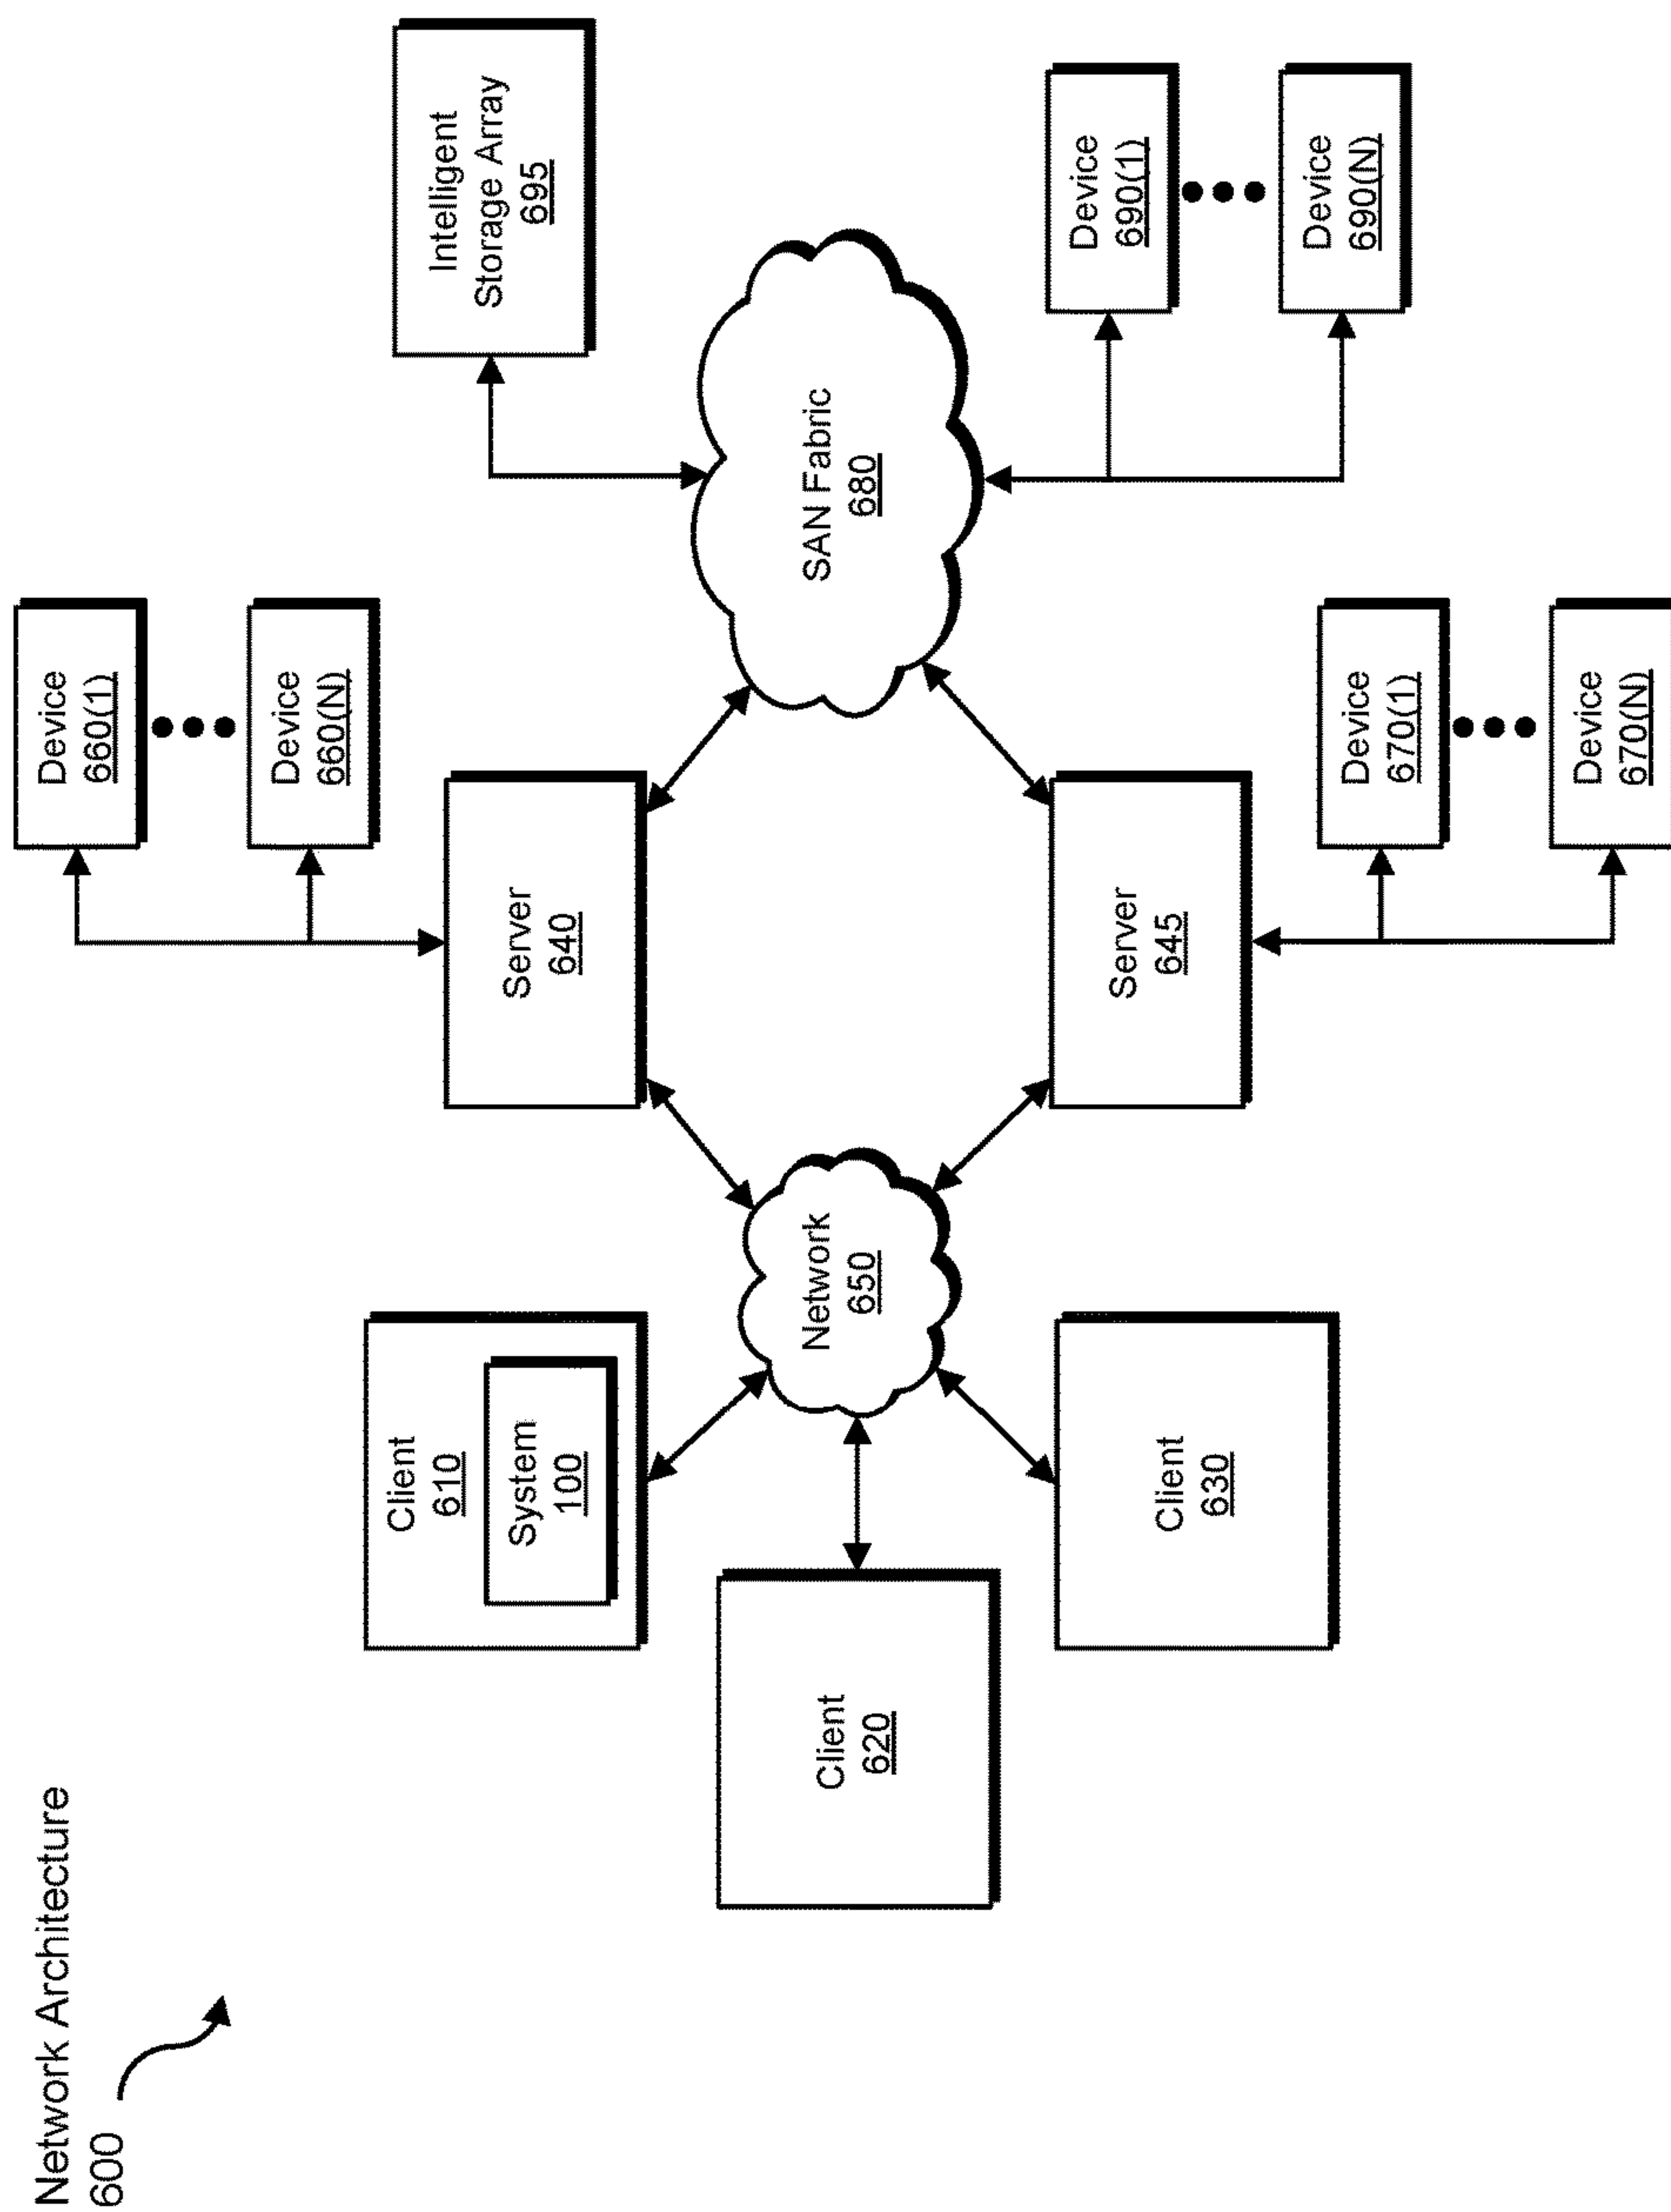 Network Architecture
600
Client
610
System
100
Client
620
Client
630
Network
650
Server
640
Server
645
Device
660(1)
Device
660(N)
Device
670(1)
Device
670(N)
SAN Fabric
680
Intelligent
Storage Array
695
Device
690(1)
Device
690(N)